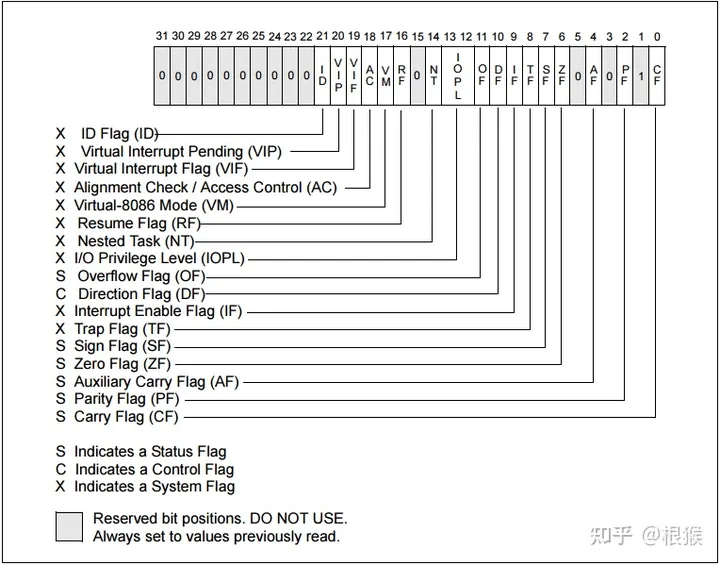 31 30 29 28 27 26 25 24 23 22 21 20 19 18 17 16 15 14 13 12 11 10 9 8 7 6 5 4 3 2 1 0
0 0 0 0 0 0 0 0 0 0 ID VIP VIF AC VM RF 0 NT IOPL OF DF IF TF SF ZF 0 AF 0 PF 1 CF
X ID Flag (ID)
X Virtual Interrupt Pending (VIP)
X Virtual Interrupt Flag (VIF)
X Alignment Check / Access Control (AC)
X Virtual-8086 Mode (VM)
X Resume Flag (RF)
X Nested Task (NT)
X I/O Privilege Level (IOPL)
S Overflow Flag (OF)
C Direction Flag (DF)
X Interrupt Enable Flag (IF)
X Trap Flag (TF)
S Sign Flag (SF)
S Zero Flag (ZF)
S Auxiliary Carry Flag (AF)
S Parity Flag (PF)
S Carry Flag (CF)
S Indicates a Status Flag
C Indicates a Control Flag
X Indicates a System Flag
Reserved bit positions. DO NOT USE.
Always set to values previously read.
知乎 @根猴